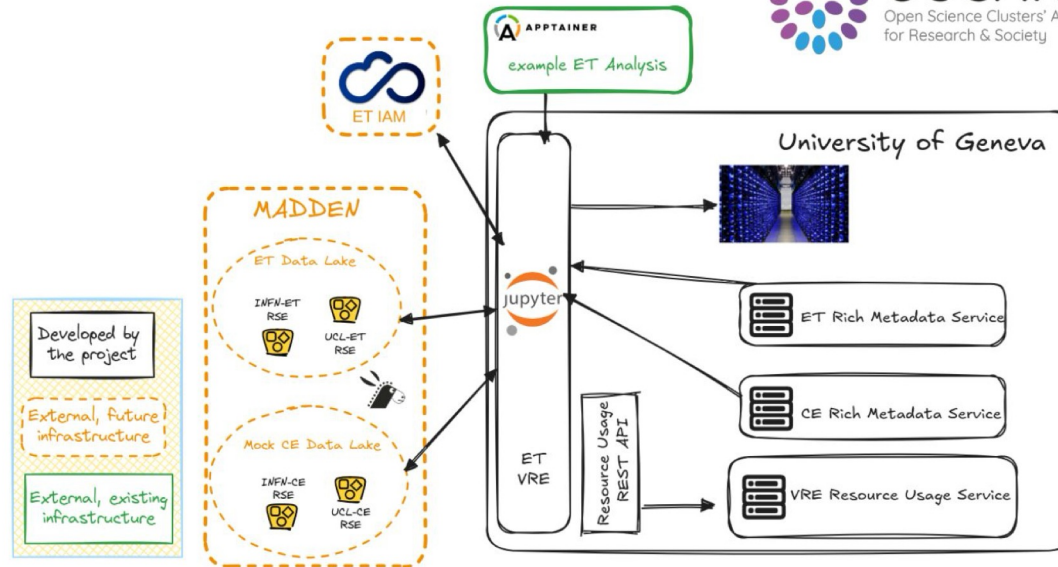 Open Science Clusters' A
for Research & Society
APPTAINER
example ET Analysis
ET IAM
University of Geneva
MADDEN
ET Data Lake
INFN-ET
RSE
UCL-ET
RSE
Mock CE Data Lake
INFN-CE
RSE
UCL-CE
RSE
Developed by
the project
External, future
infrastructure
External, existing
infrastructure
jupyter
ET
VRE
Resource Usage
REST API
ET Rich Metadata Service
CE Rich Metadata Service
VRE Resource Usage Service